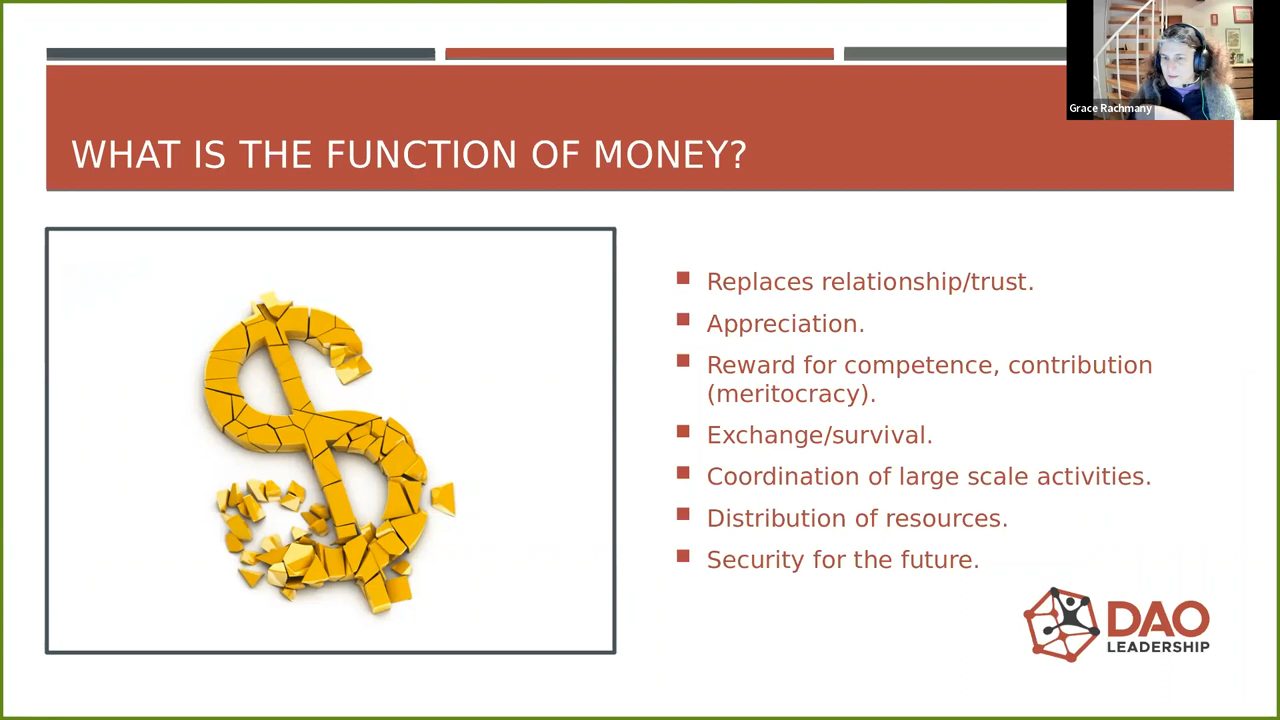 Grace Rachmany
WHAT IS THE FUNCTION OF MONEY?
Replaces relationship/trust.
Appreciation.
Reward for competence, contribution
(meritocracy).
Exchange/survival.
Coordination of large scale activities.
Distribution of resources.
Security for the future.
DAO
LEADERSHIP